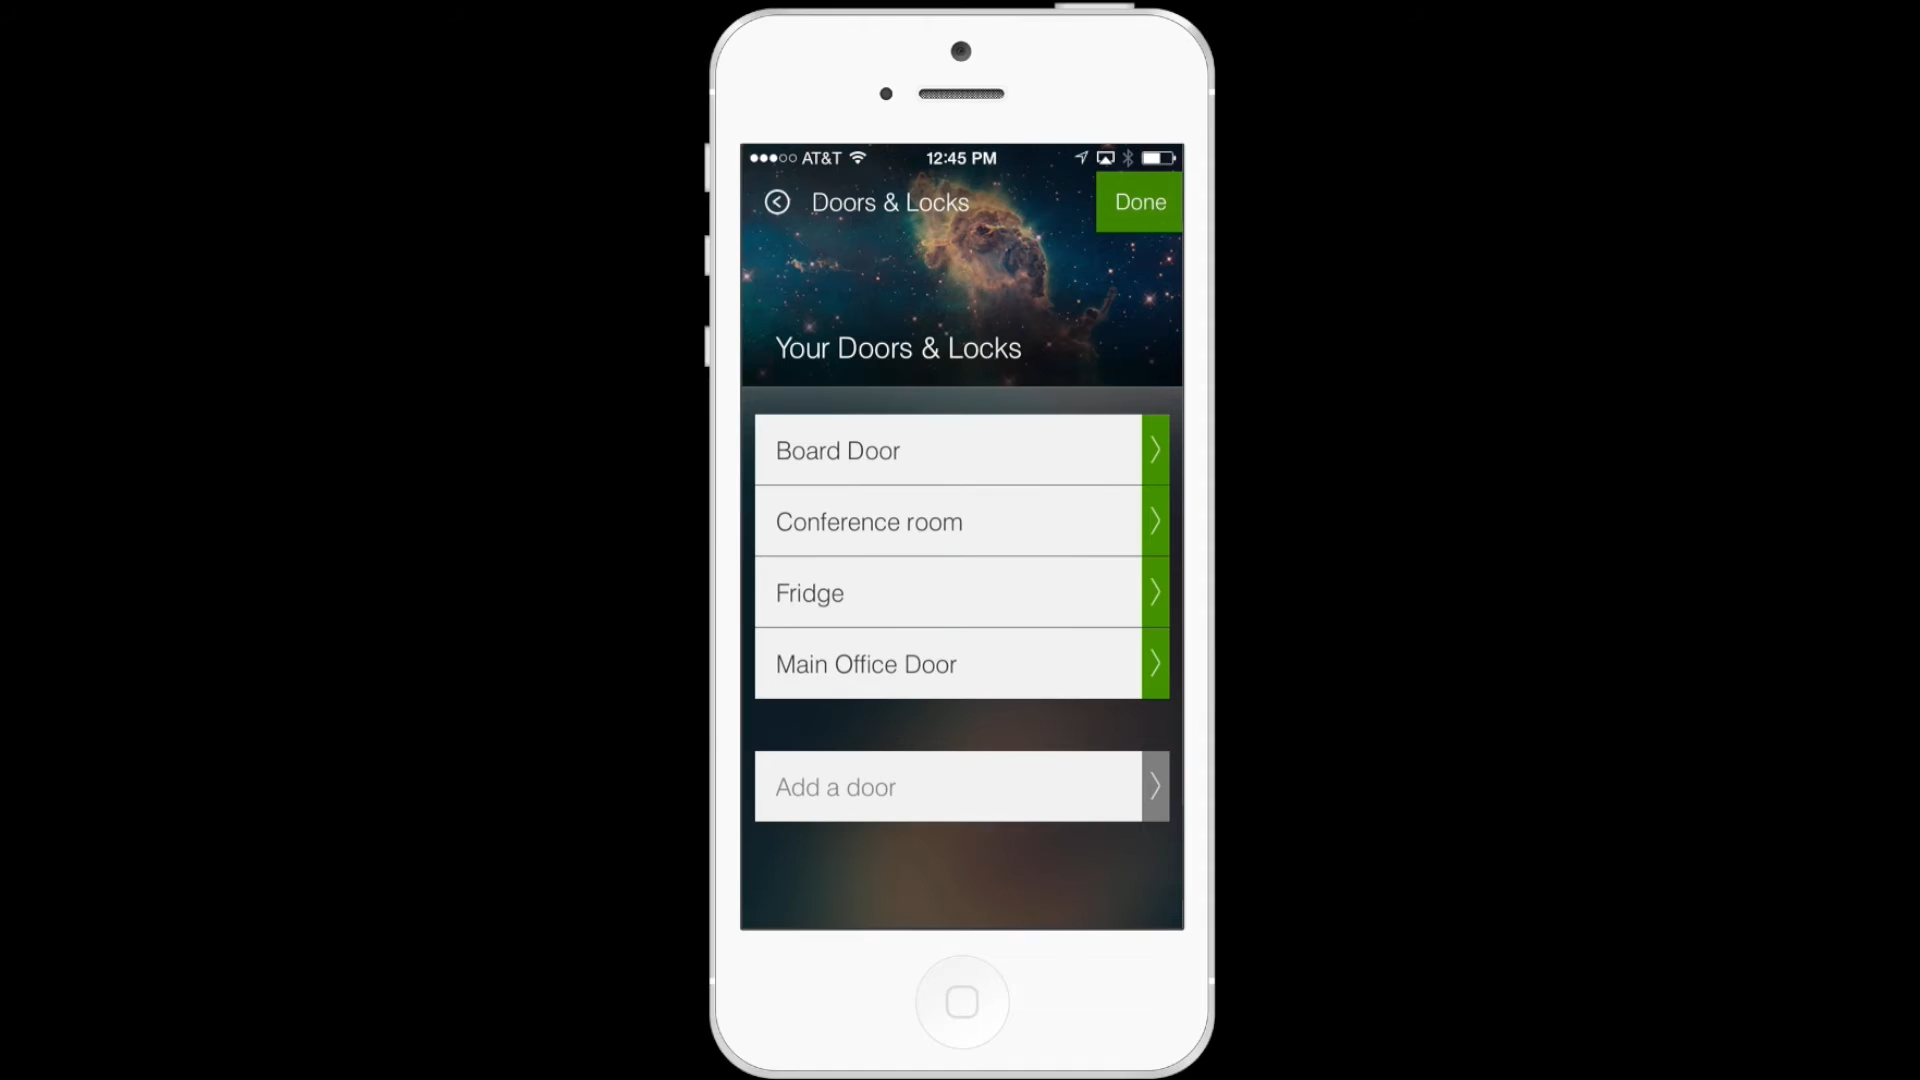 AT&T 12:45 PM
Doors & Locks Done
Your Doors & Locks
Board Door
Conference room
Fridge
Main Office Door
Add a door